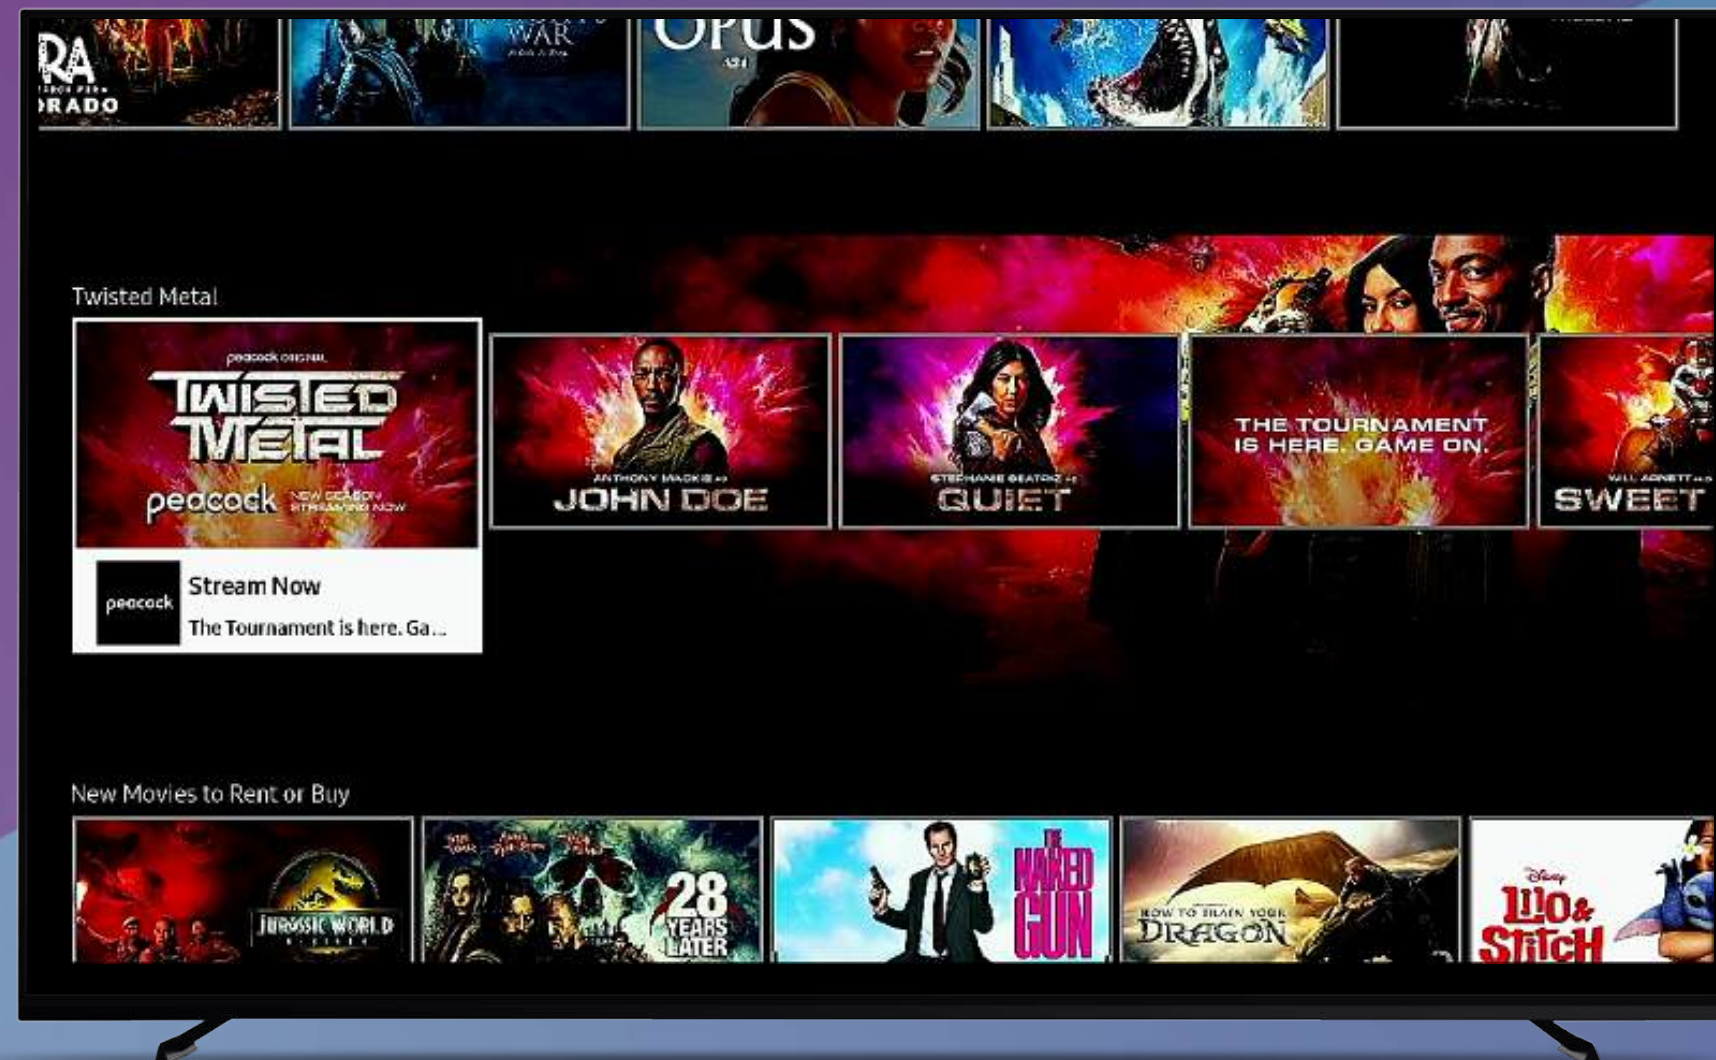 RA
ORADO
WAR
OPUS
A24
Twisted Metal
peacock ORIGINAL
TWISTED
METAL
peacock NEW SEASON
STREAMING NOW
ANTHONY MACKIE AS
JOHN DOE
STEPHANIE BEATRIZ AS
QUIET
THE TOURNAMENT
IS HERE. GAME ON.
WILL ARNETT AS
SWEET
peacock
Stream Now
The Tournament is here. Ga...
New Movies to Rent or Buy
JURASSIC WORLD
28
YEARS
LATER
THE
NAKED
GUN
HOW TO TRAIN YOUR
DRAGON
Disney
Lilo &
Stitch